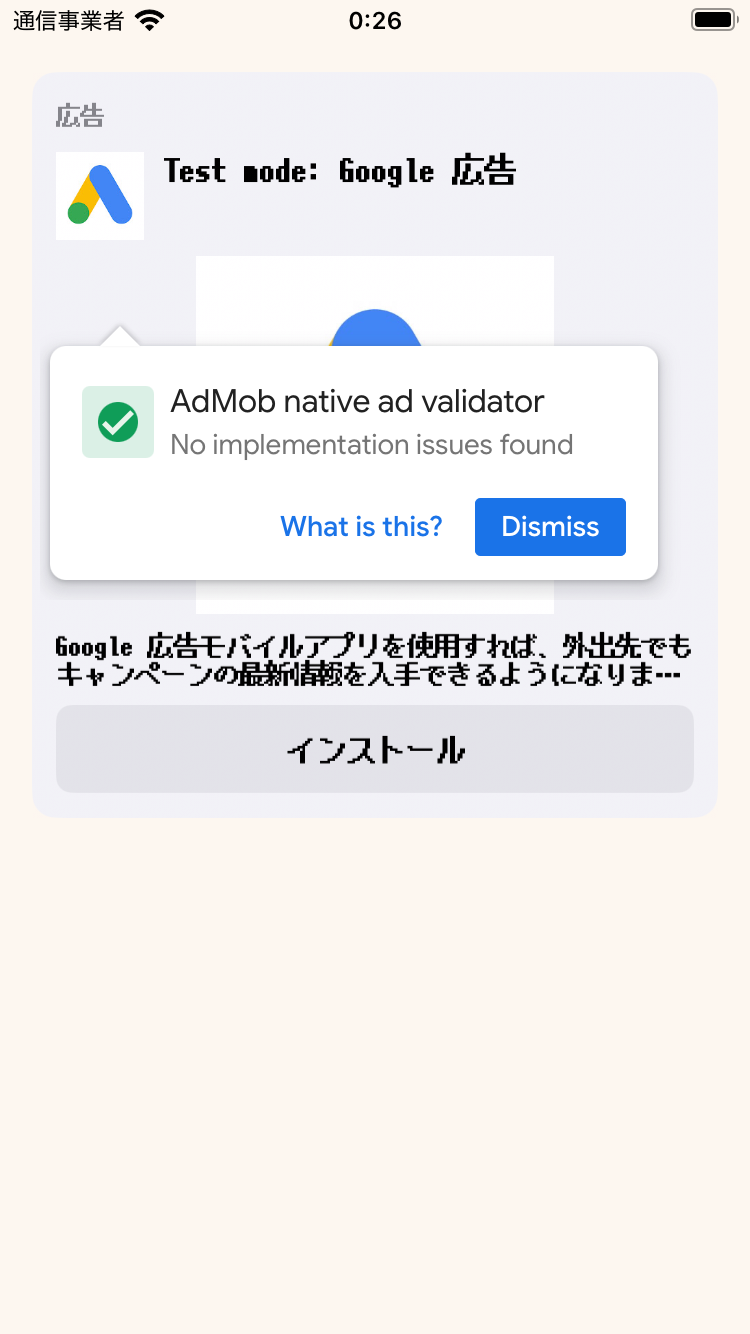 通信事業者
0:26
広告
Test mode: Google 広告
AdMob native ad validator
No implementation issues found
What is this?
Dismiss
Google 広告モバイルアプリを使用すれば、外出先でも
キャンペーンの最新情報を入手できるようになりま…
インストール